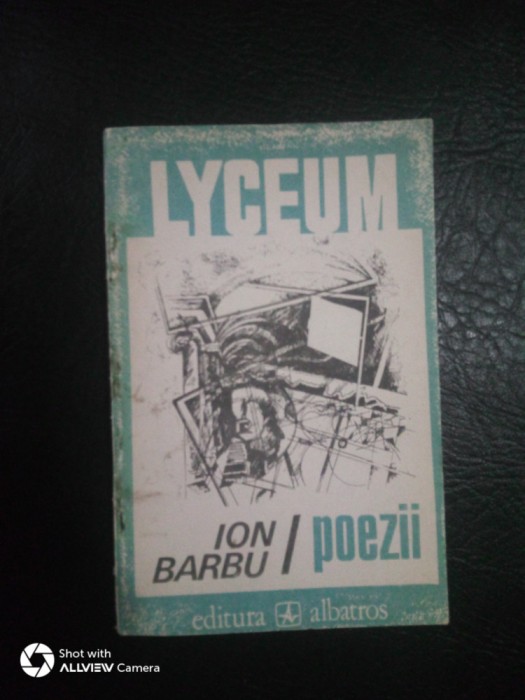 LYCEUM
ION
BARBU / poezii
editura albatros
Shot with
ALLVIEW Camera